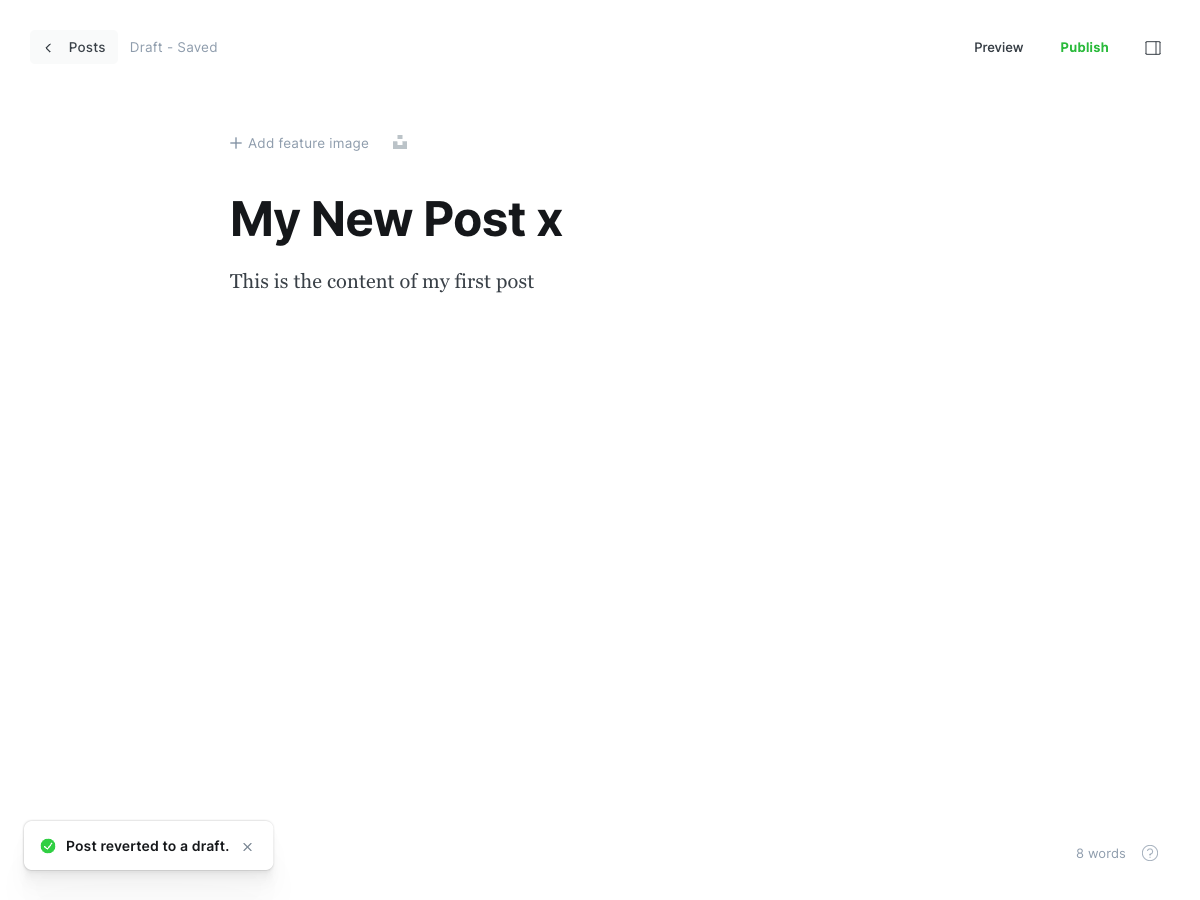 Posts
Draft - Saved
Preview
Publish
Add feature image
My New Post x
This is the content of my first post
Post reverted to a draft.
8 words